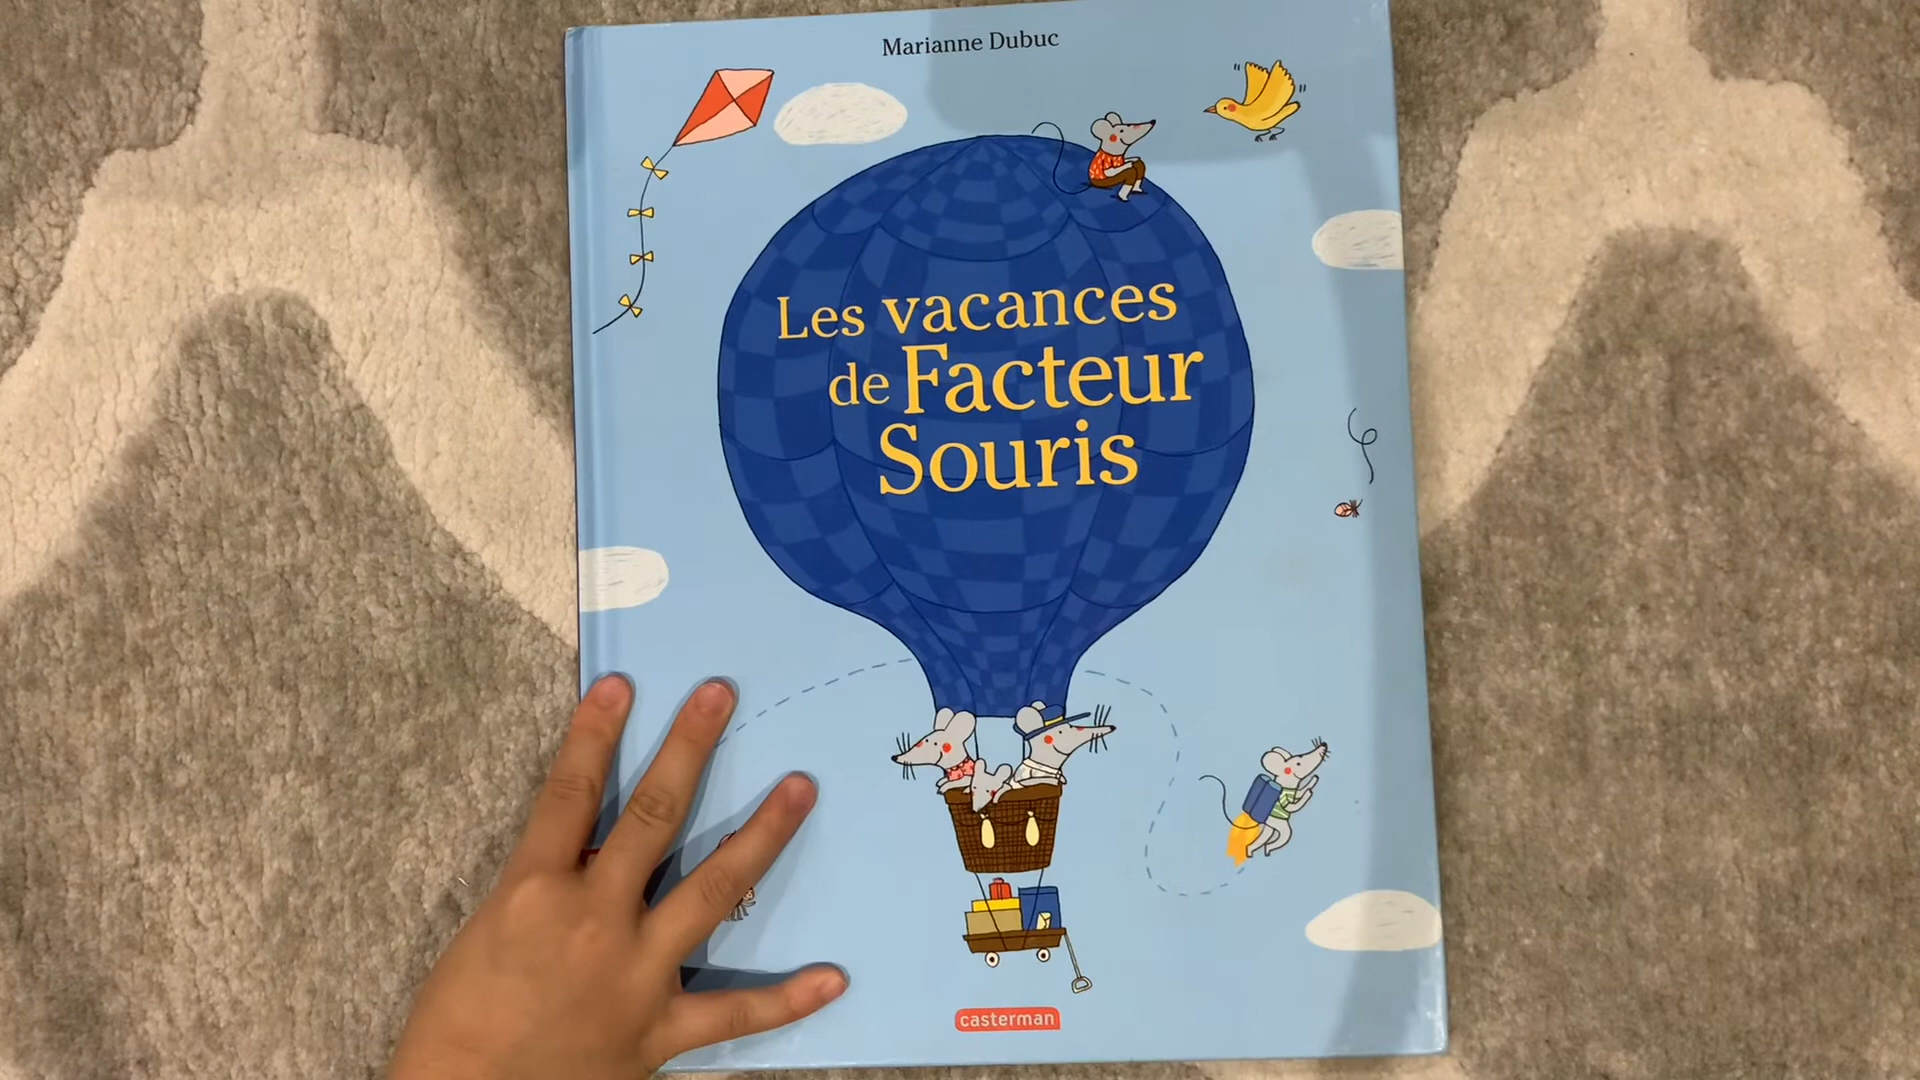 Marianne Dubuc
Les vacances
de Facteur
Souris
casterman